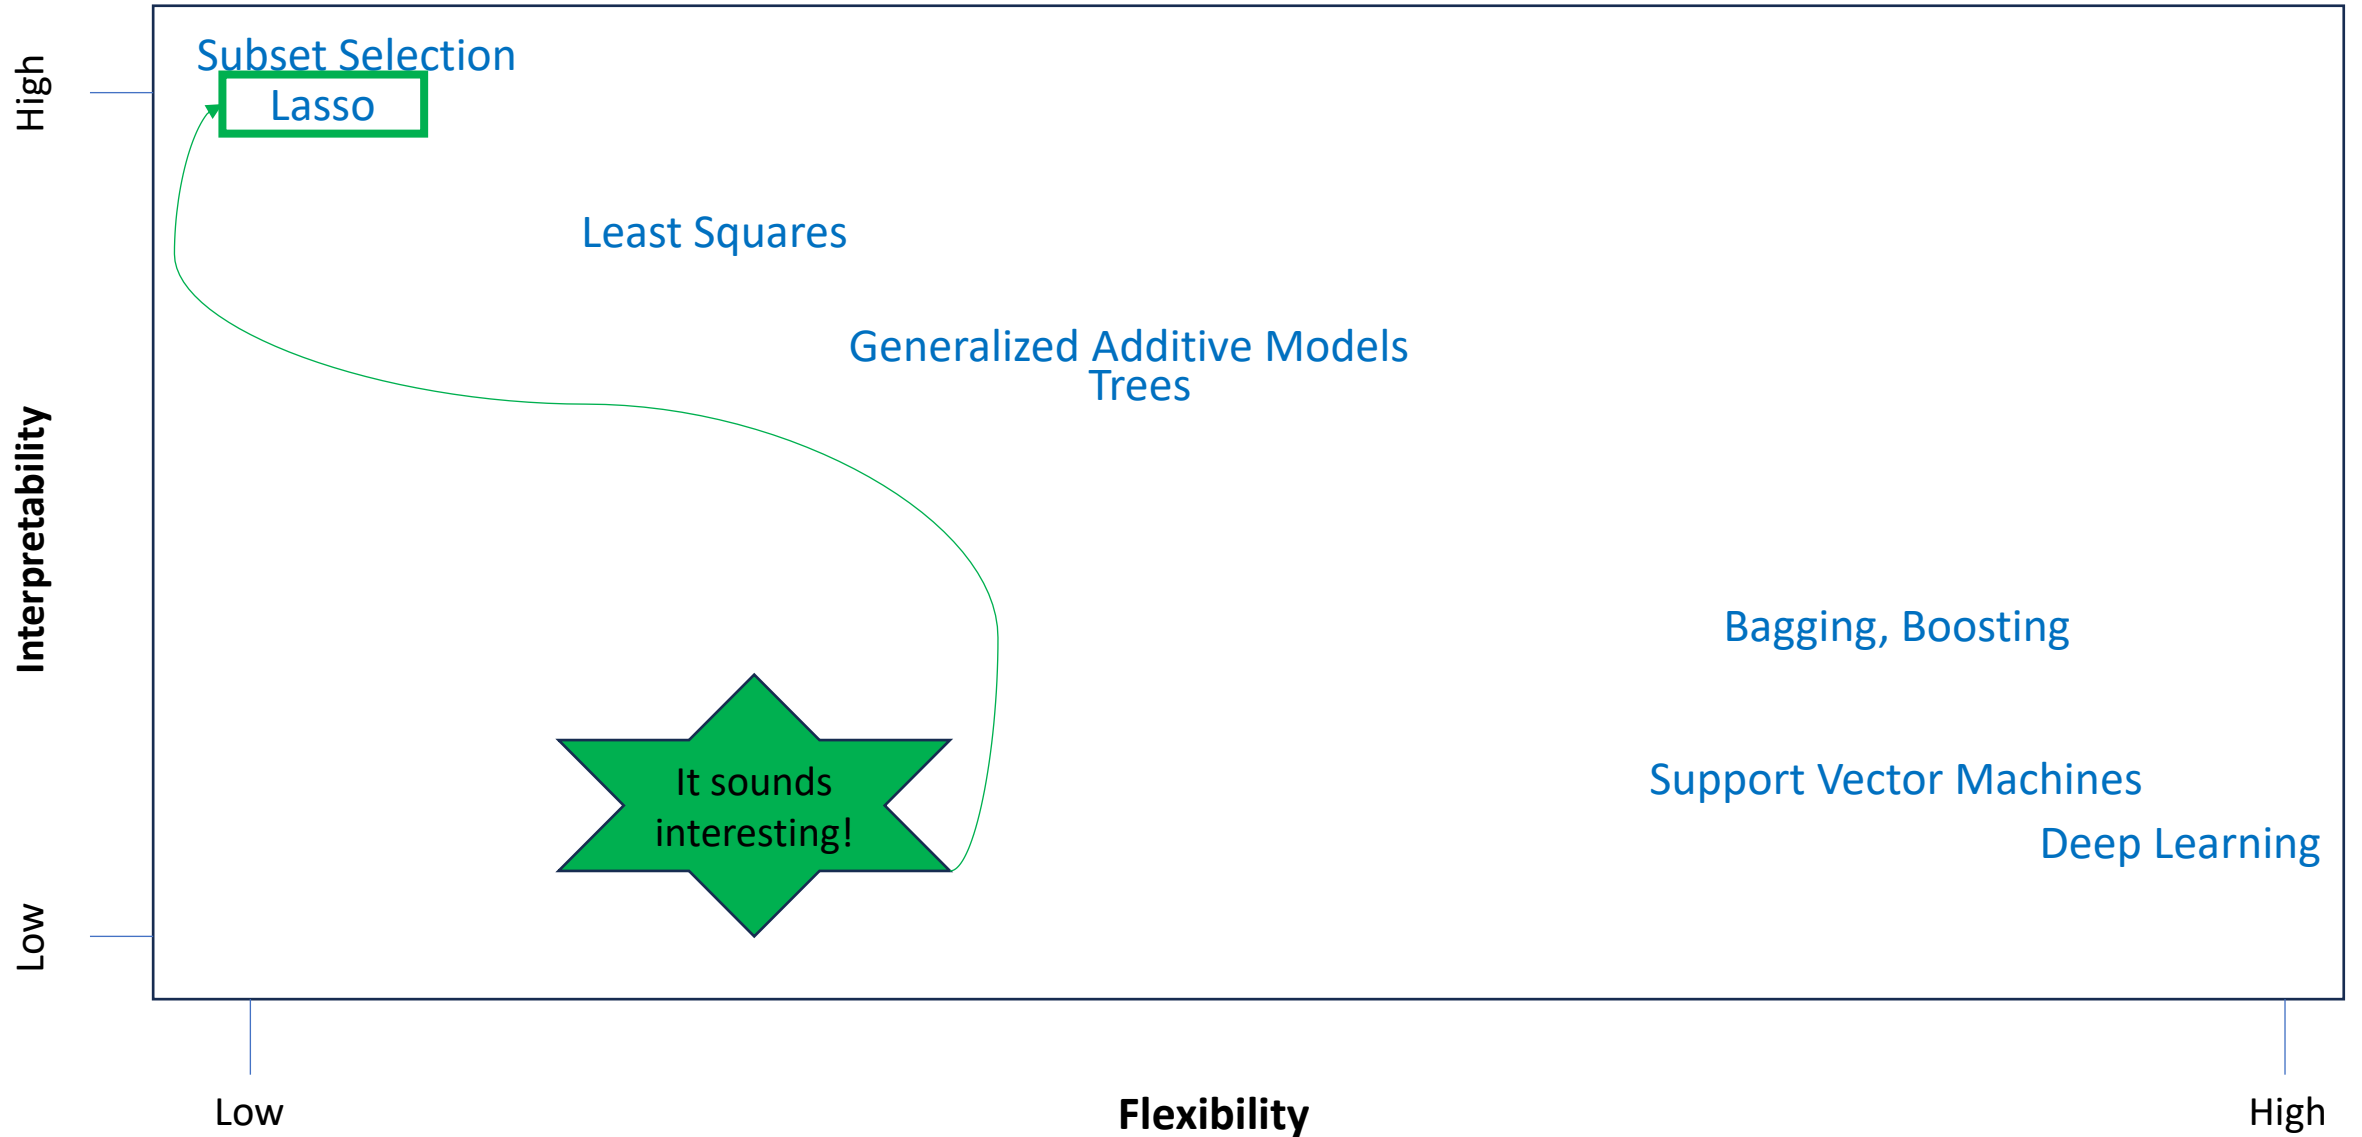 High
Subset Selection
Lasso
Least Squares
Generalized Additive Models
Trees
Interpretability
Bagging, Boosting
It sounds
interesting!
Support Vector Machines
Deep Learning
Low
Low
Flexibility
High